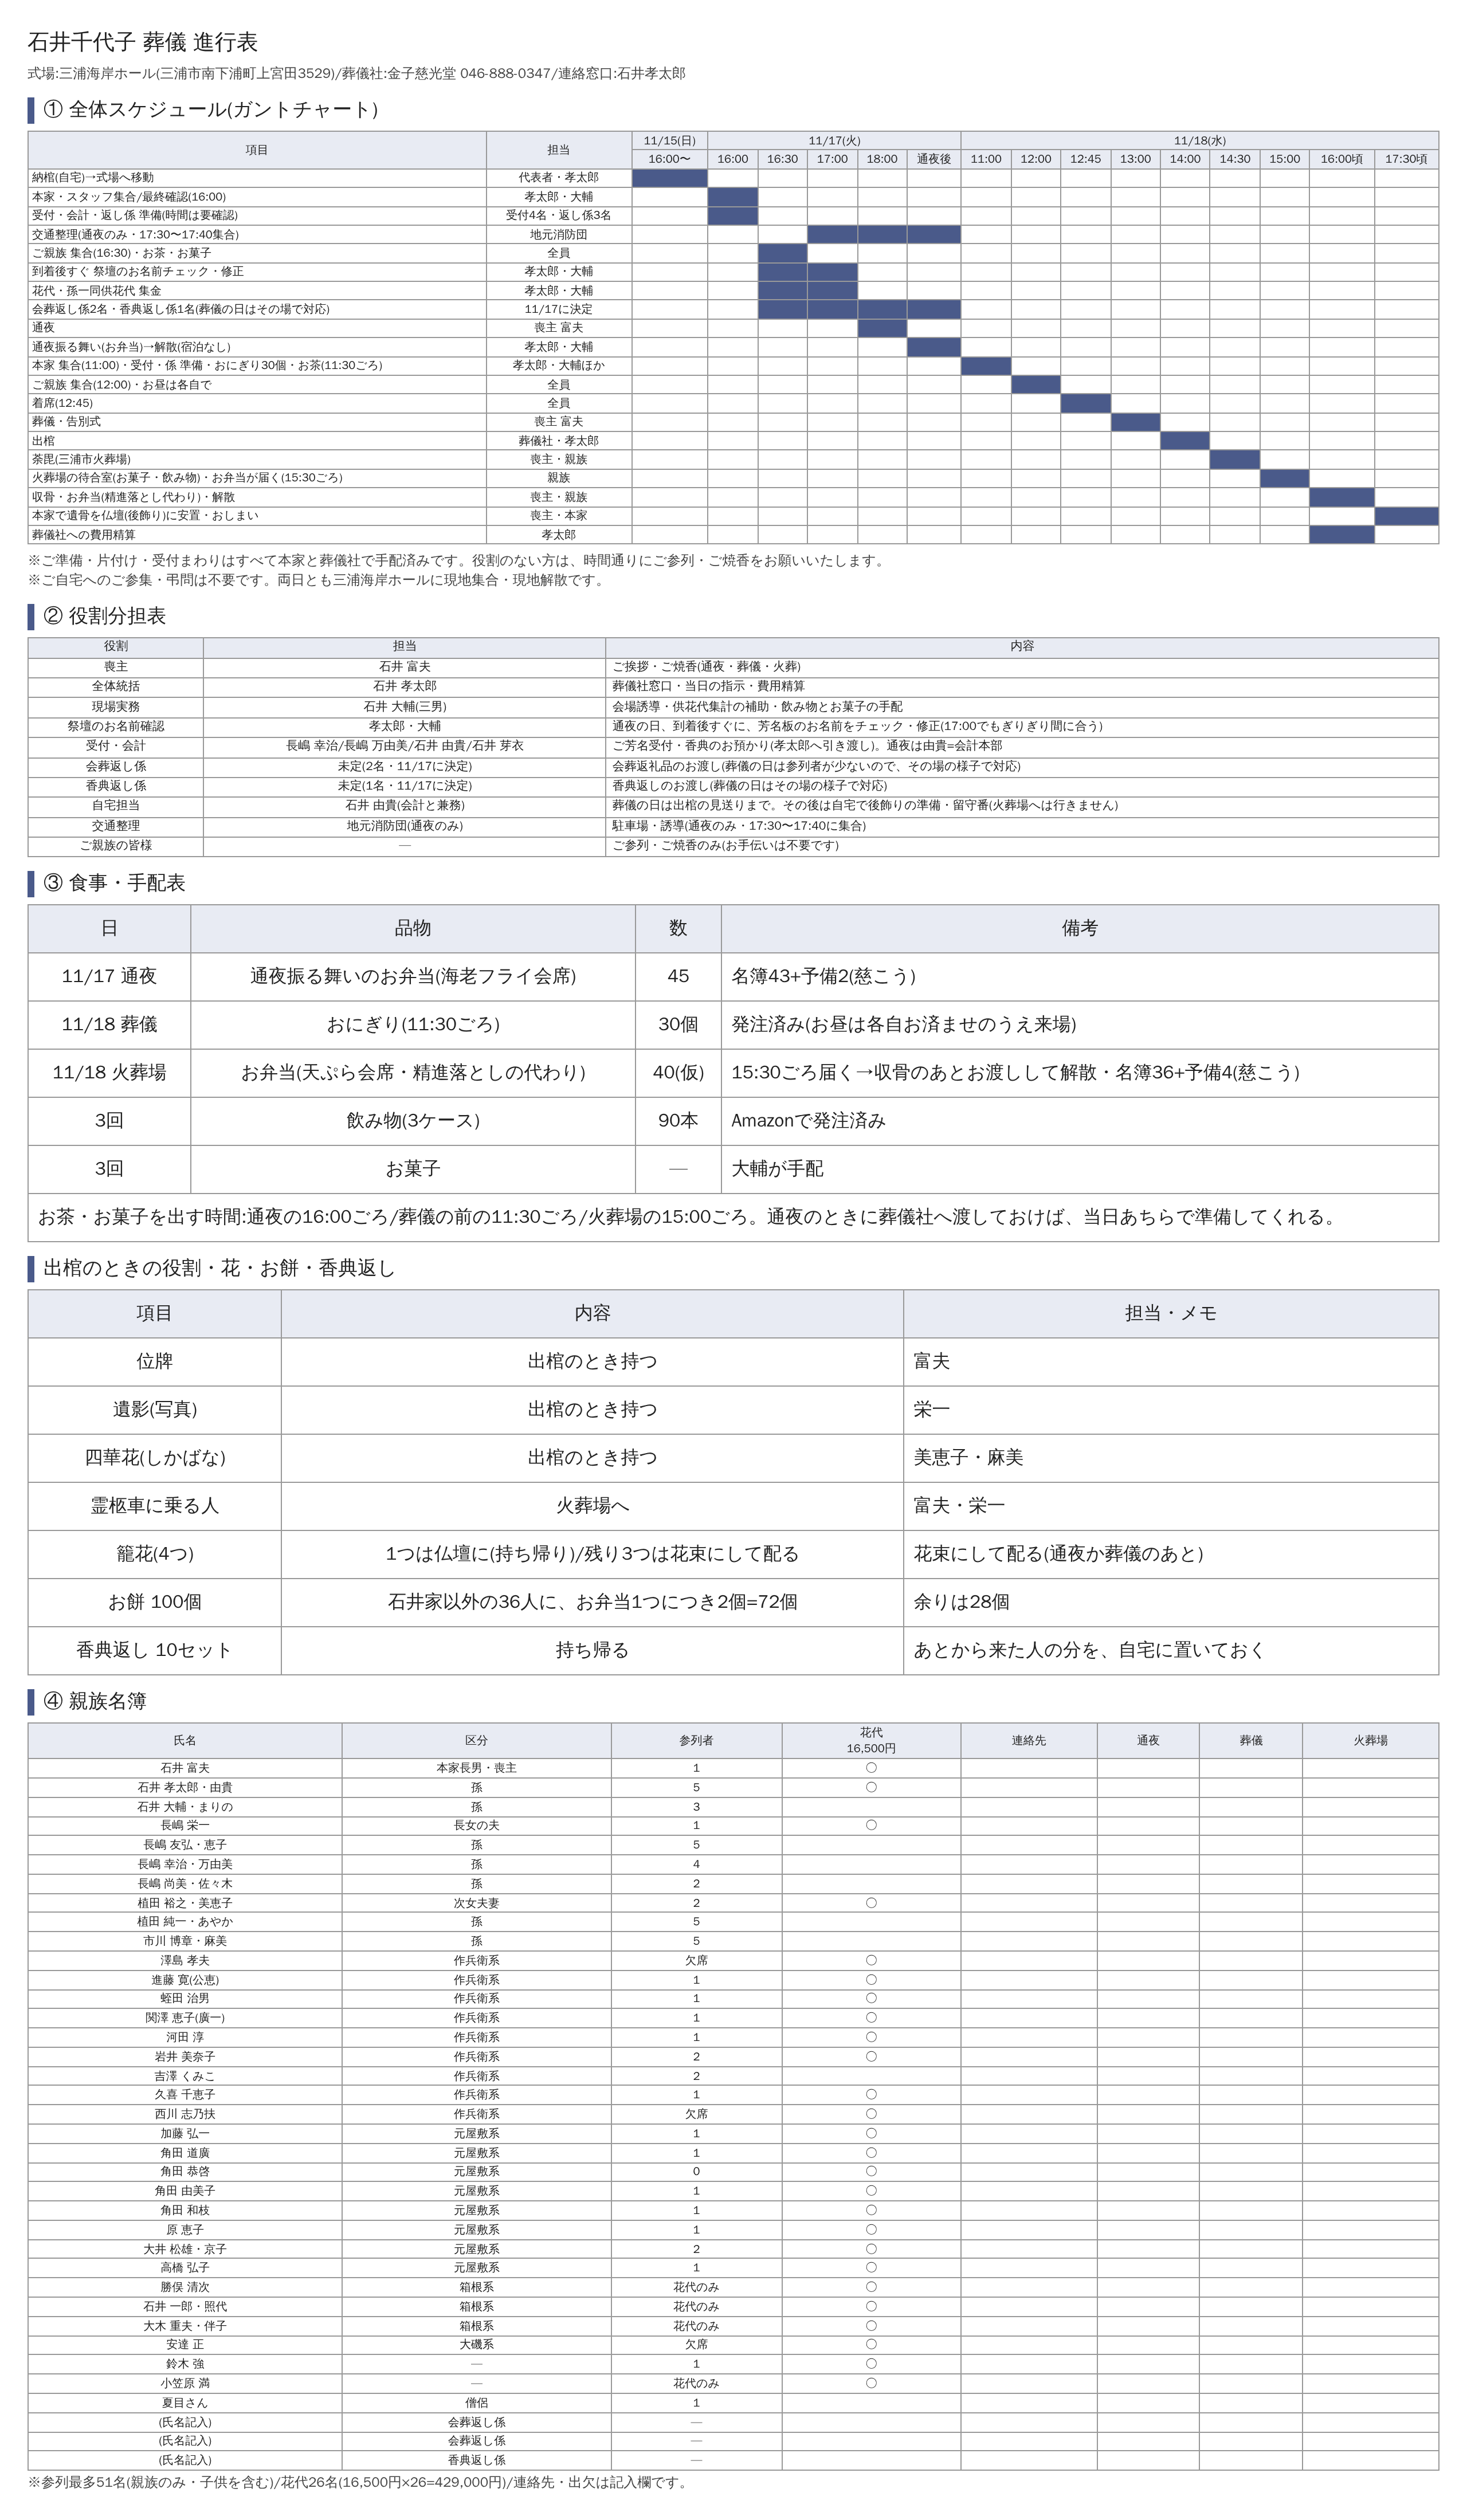 石井千代子 葬儀 進行表
式場:三浦海岸ホール(三浦市南下浦町上宮田3529)/葬儀社:金子慈光堂 046-888-0347/連絡窓口:石井孝太郎
① 全体スケジュール(ガントチャート)
項目 担当 11/15(日) 11/17(火) 11/18(水)
16:00〜 16:00 16:30 17:00 18:00 通夜後 11:00 12:00 12:45 13:00 14:00 14:30 15:00 16:00頃 17:30頃
納棺(自宅)→式場へ移動 代表者・孝太郎
本家・スタッフ集合/最終確認(16:00) 孝太郎・大輔
受付・会計・返し係 準備(時間は要確認) 受付4名・返し係3名
交通整理(通夜のみ・17:30〜17:40集合) 地元消防団
ご親族 集合(16:30)・お茶・お菓子 全員
到着後すぐ 祭壇のお名前チェック・修正 孝太郎・大輔
花代・孫一同供花代 集金 孝太郎・大輔
会葬返し係2名・香典返し係1名(葬儀の日はその場で対応) 11/17に決定
通夜 喪主 富夫
通夜振る舞い(お弁当)→解散(宿泊なし) 孝太郎・大輔
本家 集合(11:00)・受付・係 準備・おにぎり30個・お茶(11:30ごろ) 孝太郎・大輔ほか
ご親族 集合(12:00)・お昼は各自で 全員
着席(12:45) 全員
葬儀・告別式 喪主 富夫
出棺 葬儀社・孝太郎
荼毘(三浦市火葬場) 喪主・親族
火葬場の待合室(お菓子・飲み物)・お弁当が届く(15:30ごろ) 親族
収骨・お弁当(精進落とし代わり)・解散 喪主・親族
本家で遺骨を仏壇(後飾り)に安置・おしまい 喪主・本家
葬儀社への費用精算 孝太郎
※ご準備・片付け・受付まわりはすべて本家と葬儀社で手配済みです。役割のない方は、時間通りにご参列・ご焼香をお願いいたします。
※ご自宅へのご参集・弔問は不要です。両日とも三浦海岸ホールに現地集合・現地解散です。
② 役割分担表
役割 担当 内容
喪主 石井 富夫 ご挨拶・ご焼香(通夜・葬儀・火葬)
全体統括 石井 孝太郎 葬儀社窓口・当日の指示・費用精算
現場実務 石井 大輔(三男) 会場誘導・供花代集計の補助・飲み物とお菓子の手配
祭壇のお名前確認 孝太郎・大輔 通夜の日、到着後すぐに、芳名板のお名前をチェック・修正(17:00でもぎりぎり間に合う)
受付・会計 長嶋 幸治/長嶋 万由美/石井 由貴/石井 芽衣 ご芳名受付・香典のお預かり(孝太郎へ引き渡し)。通夜は由貴=会計本部
会葬返し係 未定(2名・11/17に決定) 会葬返礼品のお渡し(葬儀の日は参列者が少ないので、その場の様子で対応)
香典返し係 未定(1名・11/17に決定) 香典返しのお渡し(葬儀の日はその場の様子で対応)
自宅担当 石井 由貴(会計と兼務) 葬儀の日は出棺の見送りまで。その後は自宅で後飾りの準備・留守番(火葬場へは行きません)
交通整理 地元消防団(通夜のみ) 駐車場・誘導(通夜のみ・17:30〜17:40に集合)
ご親族の皆様 — ご参列・ご焼香のみ(お手伝いは不要です)
③ 食事・手配表
日 品物 数 備考
11/17 通夜 通夜振る舞いのお弁当(海老フライ会席) 45 名簿43+予備2(慈こう)
11/18 葬儀 おにぎり(11:30ごろ) 30個 発注済み(お昼は各自お済ませのうえ来場)
11/18 火葬場 お弁当(天ぷら会席・精進落としの代わり) 40(仮) 15:30ごろ届く→収骨のあとお渡しして解散・名簿36+予備4(慈こう)
3回 飲み物(3ケース) 90本 Amazonで発注済み
3回 お菓子 — 大輔が手配
お茶・お菓子を出す時間:通夜の16:00ごろ/葬儀の前の11:30ごろ/火葬場の15:00ごろ。通夜のときに葬儀社へ渡しておけば、当日あちらで準備してくれる。
出棺のときの役割・花・お餅・香典返し
項目 内容 担当・メモ
位牌 出棺のとき持つ 富夫
遺影(写真) 出棺のとき持つ 栄一
四華花(しかばな) 出棺のとき持つ 美恵子・麻美
霊柩車に乗る人 火葬場へ 富夫・栄一
籠花(4つ) 1つは仏壇に(持ち帰り)/残り3つは花束にして配る 花束にして配る(通夜か葬儀のあと)
お餅 100個 石井家以外の36人に、お弁当1つにつき2個=72個 余りは28個
香典返し 10セット 持ち帰る あとから来た人の分を、自宅に置いておく
④ 親族名簿
氏名 区分 参列者 花代 連絡先 通夜 葬儀 火葬場
16,500円
石井 富夫 本家長男・喪主 1 〇
石井 孝太郎・由貴 孫 5 〇
石井 大輔・まりの 孫 3
長嶋 栄一 長女の夫 1 〇
長嶋 友弘・恵子 孫 5
長嶋 幸治・万由美 孫 4
長嶋 尚美・佐々木 孫 2
植田 裕之・美恵子 次女夫妻 2 〇
植田 純一・あやか 孫 5
市川 博章・麻美 孫 5
澤島 孝夫 作兵衛系 欠席 〇
進藤 寛(公恵) 作兵衛系 1 〇
蛭田 治男 作兵衛系 1 〇
関澤 恵子(廣一) 作兵衛系 1 〇
河田 淳 作兵衛系 1 〇
岩井 美奈子 作兵衛系 2 〇
吉澤 くみこ 作兵衛系 2
久喜 千恵子 作兵衛系 1 〇
西川 志乃扶 作兵衛系 欠席 〇
加藤 弘一 元屋敷系 1 〇
角田 道廣 元屋敷系 1 〇
角田 恭啓 元屋敷系 0 〇
角田 由美子 元屋敷系 1 〇
角田 和枝 元屋敷系 1 〇
原 恵子 元屋敷系 1 〇
大井 松雄・京子 元屋敷系 2 〇
高橋 弘子 元屋敷系 1 〇
勝俣 清次 箱根系 花代のみ 〇
石井 一郎・照代 箱根系 花代のみ 〇
大木 重夫・伴子 箱根系 花代のみ 〇
安達 正 大磯系 欠席 〇
鈴木 強 — 1 〇
小笠原 満 — 花代のみ 〇
夏目さん 僧侶 1
(氏名記入) 会葬返し係 —
(氏名記入) 会葬返し係 —
(氏名記入) 香典返し係 —
※参列最多51名(親族のみ・子供を含む)/花代26名(16,500円×26=429,000円)/連絡先・出欠は記入欄です。